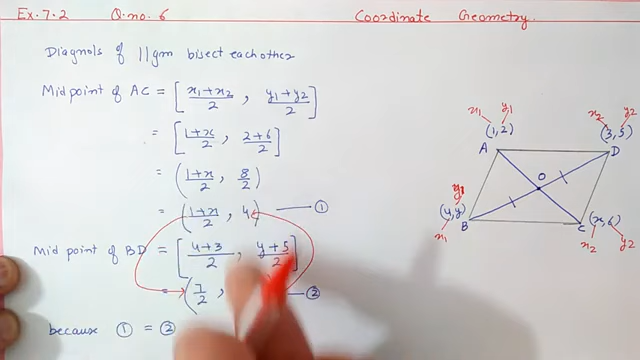 Ex.7.2 Q.no.6 Coordinate Geometry.
Diagnols of ||gm bisect each other
Mid point of AC = [x₁+x₂/2 , y₁+y₂/2]
= [1+x/2 , 2+6/2]
= (1+x/2 , 8/2)
= (1+x/2 , 4) — ①
Mid point of BD = [4+3/2 , y+5/2]
= (7/2 , — ②
because ① = ②
x₁ y₁ x₂ y₂
(1,2) (3,5)
A D
O
y₁
(4,y) (x,6)
B C
x₁ x₂ y₂